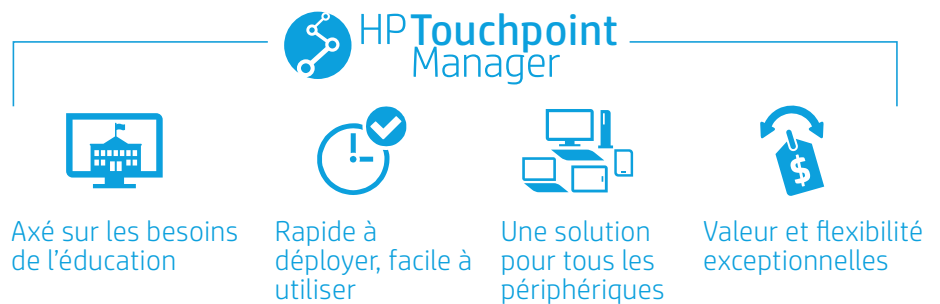 HP Touchpoint
Manager
Axé sur les besoins
de l'éducation
Rapide à
déployer, facile à
utiliser
Une solution
pour tous les
périphériques
$
Valeur et flexibilité
exceptionnelles